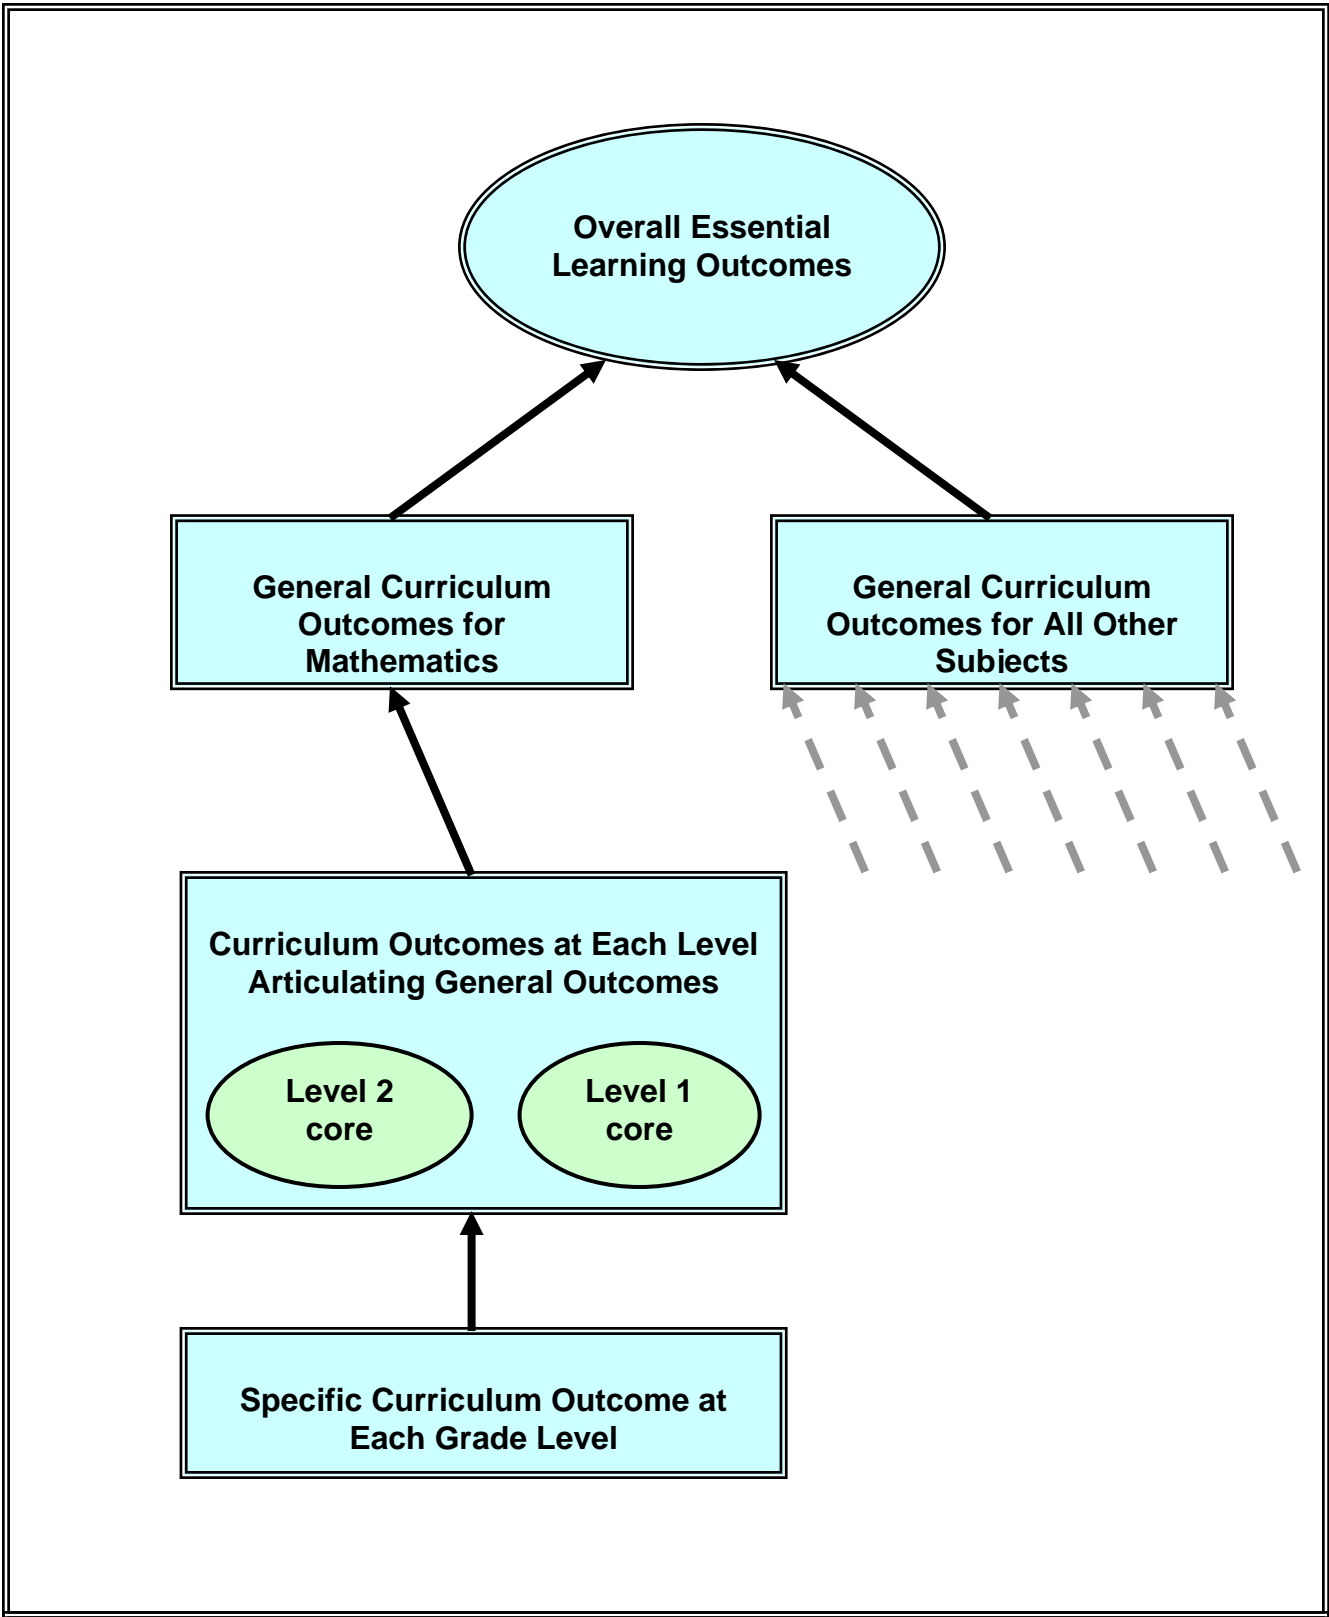 Overall Essential
Learning Outcomes
General Curriculum
Outcomes for
Mathematics
General Curriculum
Outcomes for All Other
Subjects
Curriculum Outcomes at Each Level
Articulating General Outcomes
Level 2
core
Level 1
core
Specific Curriculum Outcome at
Each Grade Level